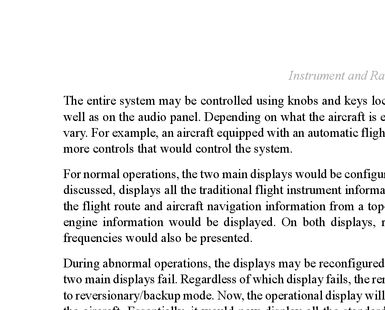 Instrument and Ra
The entire system may be controlled using knobs and keys loc
well as on the audio panel. Depending on what the aircraft is e
vary. For example, an aircraft equipped with an automatic fligh
more controls that would control the system.
For normal operations, the two main displays would be configu
discussed, displays all the traditional flight instrument informa
the flight route and aircraft navigation information from a top
engine information would be displayed. On both displays,
frequencies would also be presented.
During abnormal operations, the displays may be reconfigured
two main displays fail. Regardless of which display fails, the re
to reversionary/backup mode. Now, the operational display will